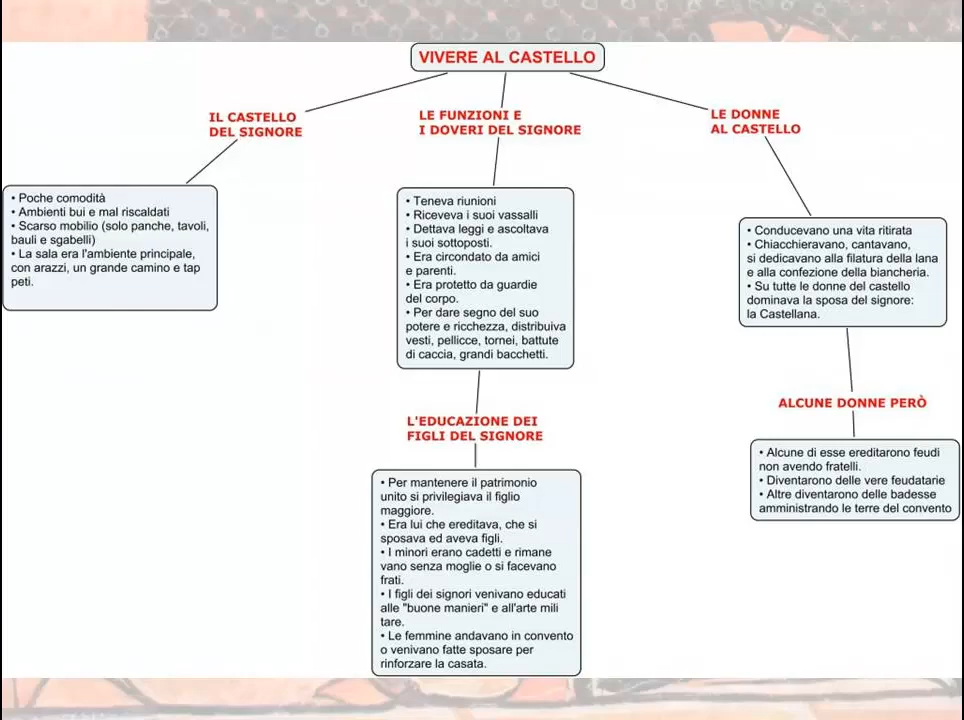 VIVERE AL CASTELLO
IL CASTELLO
DEL SIGNORE
• Poche comodità
• Ambienti bui e mal riscaldati
• Scarso mobilio (solo panche, tavoli,
bauli e sgabelli)
• La sala era l'ambiente principale,
con arazzi, un grande camino e tap
peti.
LE FUNZIONI E
I DOVERI DEL SIGNORE
• Teneva riunioni
• Riceveva i suoi vassalli
• Dettava leggi e ascoltava
i suoi sottoposti.
• Era circondato da amici
e parenti.
• Era protetto da guardie
del corpo.
• Per dare segno del suo
potere e ricchezza, distribuiva
vesti, pellicce, tornei, battute
di caccia, grandi bacchetti.
L'EDUCAZIONE DEI
FIGLI DEL SIGNORE
• Per mantenere il patrimonio
unito si privilegiava il figlio
maggiore.
• Era lui che ereditava, che si
sposava ed aveva figli.
• I minori erano cadetti e rimane
vano senza moglie o si facevano
frati.
• I figli dei signori venivano educati
alle "buone manieri" e all'arte mili
tare.
• Le femmine andavano in convento
o venivano fatte sposare per
rinforzare la casata.
LE DONNE
AL CASTELLO
• Conducevano una vita ritirata
• Chiacchieravano, cantavano,
si dedicavano alla filatura della lana
e alla confezione della biancheria.
• Su tutte le donne del castello
dominava la sposa del signore:
la Castellana.
ALCUNE DONNE PERÒ
• Alcune di esse ereditarono feudi
non avendo fratelli.
• Diventarono delle vere feudatarie
• Altre diventarono delle badesse
amministrando le terre del convento